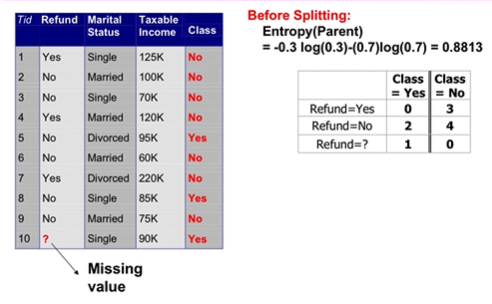 Tid Refund Marital Status Taxable Income Class
1 Yes Single 125K No
2 No Married 100K No
3 No Single 70K No
4 Yes Married 120K No
5 No Divorced 95K Yes
6 No Married 60K No
7 Yes Divorced 220K No
8 No Single 85K Yes
9 No Married 75K No
10 ? Single 90K Yes
Missing
value
Before Splitting:
Entropy(Parent)
= -0.3 log(0.3)-(0.7)log(0.7) = 0.8813
Class = Yes Class = No
Refund=Yes 0 3
Refund=No 2 4
Refund=? 1 0